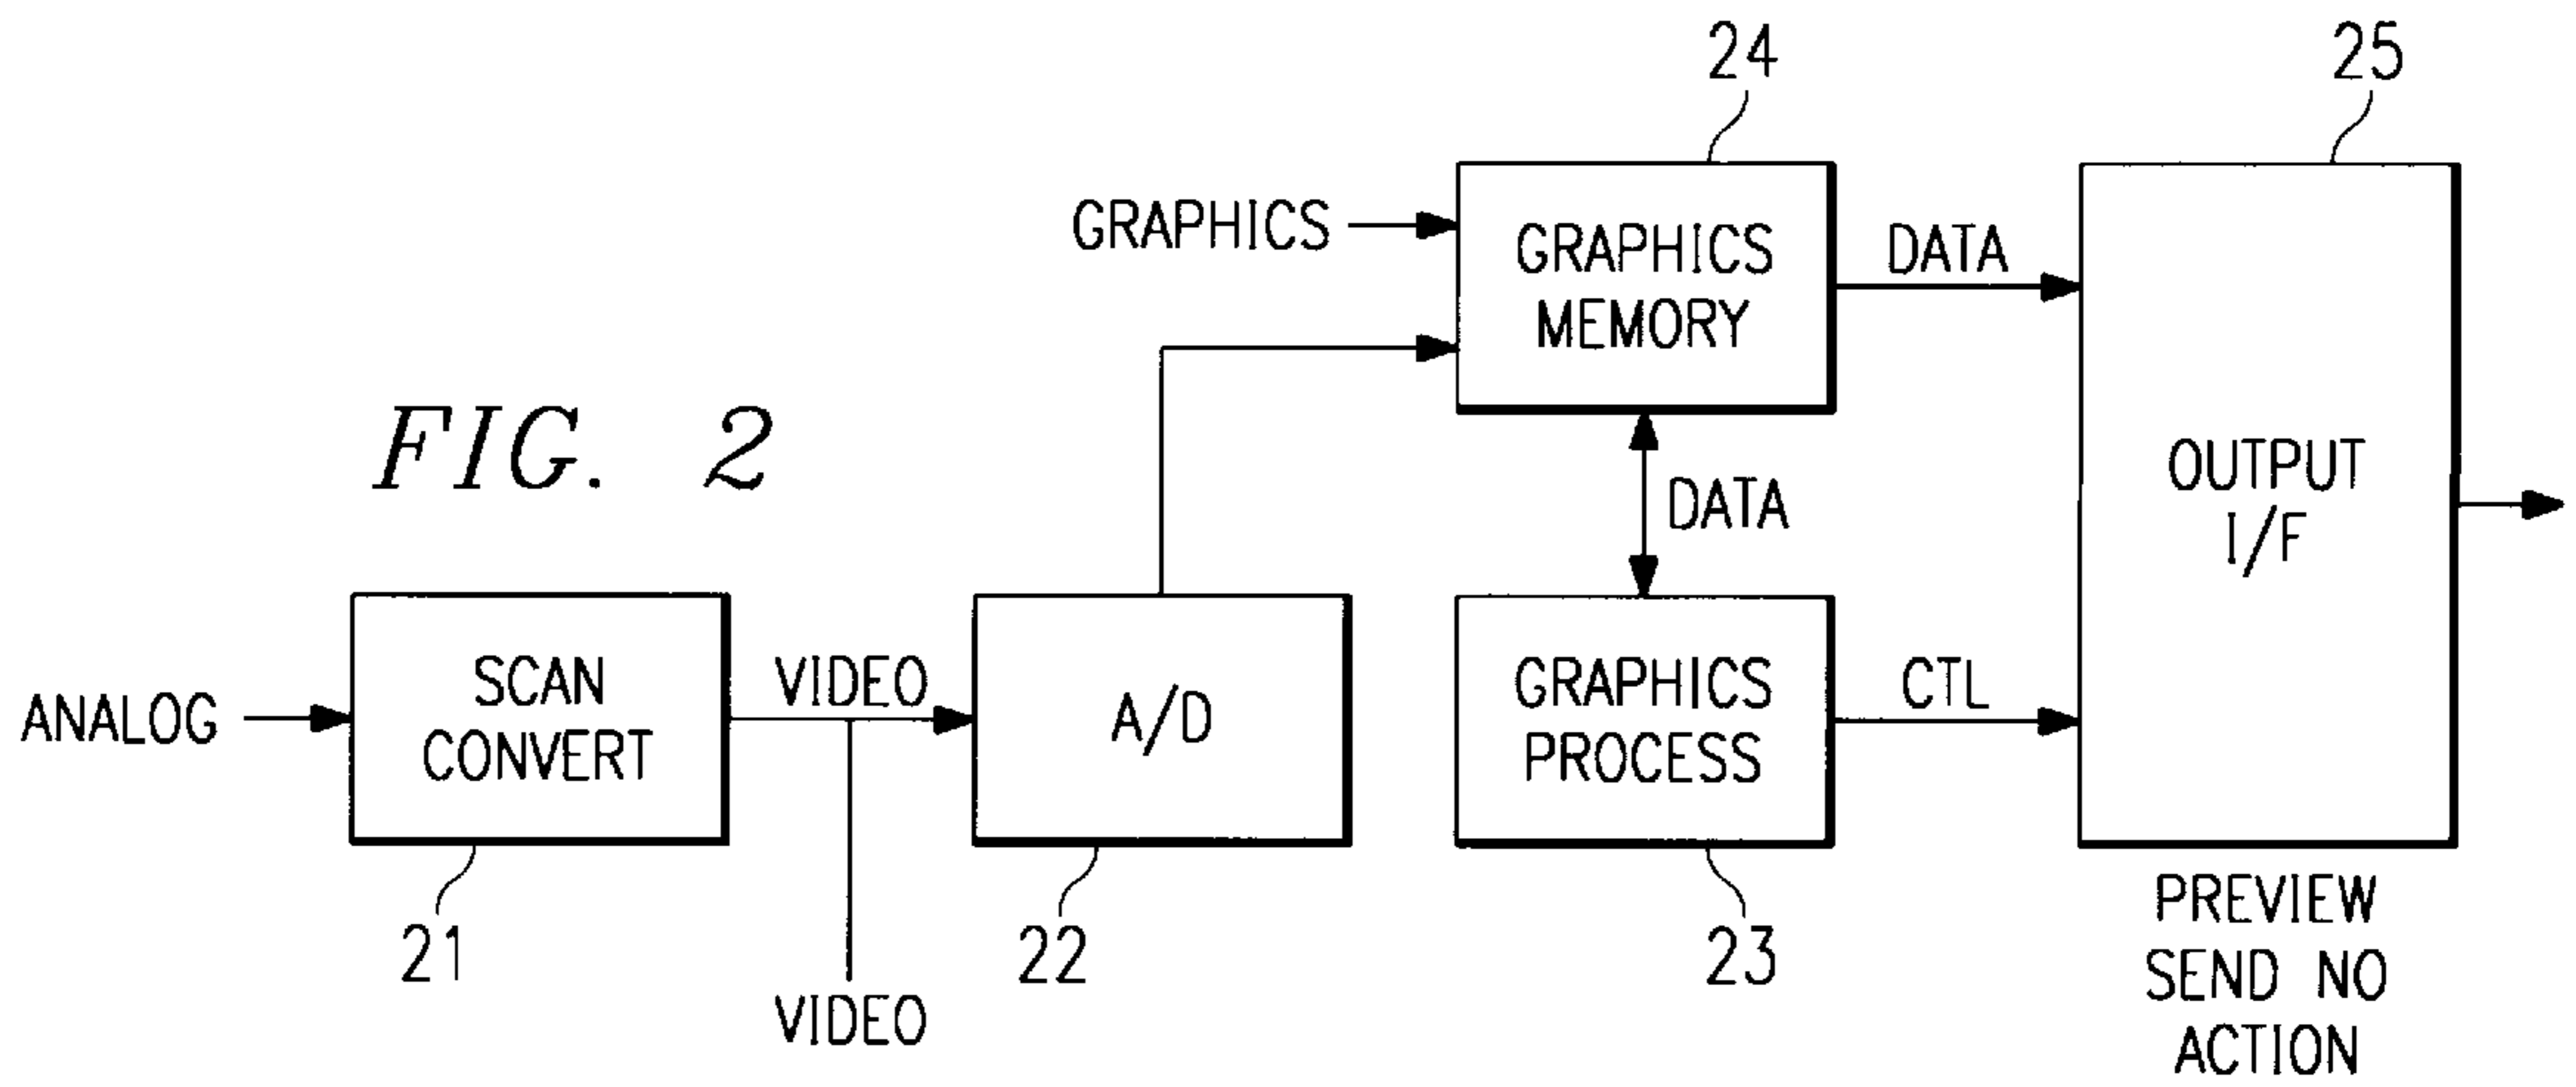 24
25
GRAPHICS
GRAPHICS
MEMORY
DATA
FIG. 2
DATA
OUTPUT
I/F
ANALOG
SCAN
CONVERT
VIDEO
A/D
GRAPHICS
PROCESS
CTL
21
22
23
VIDEO
PREVIEW
SEND NO
ACTION